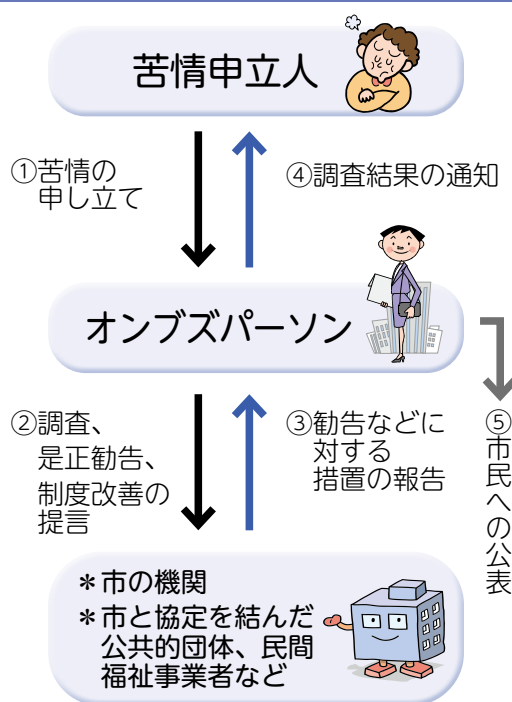 苦情申立人
①苦情の
申し立て
④調査結果の通知
オンブズパーソン
②調査、
是正勧告、
制度改善の
提言
③勧告などに
対する
措置の報告
⑤市民への公表
＊市の機関
＊市と協定を結んだ
公共的団体、民間
福祉事業者など